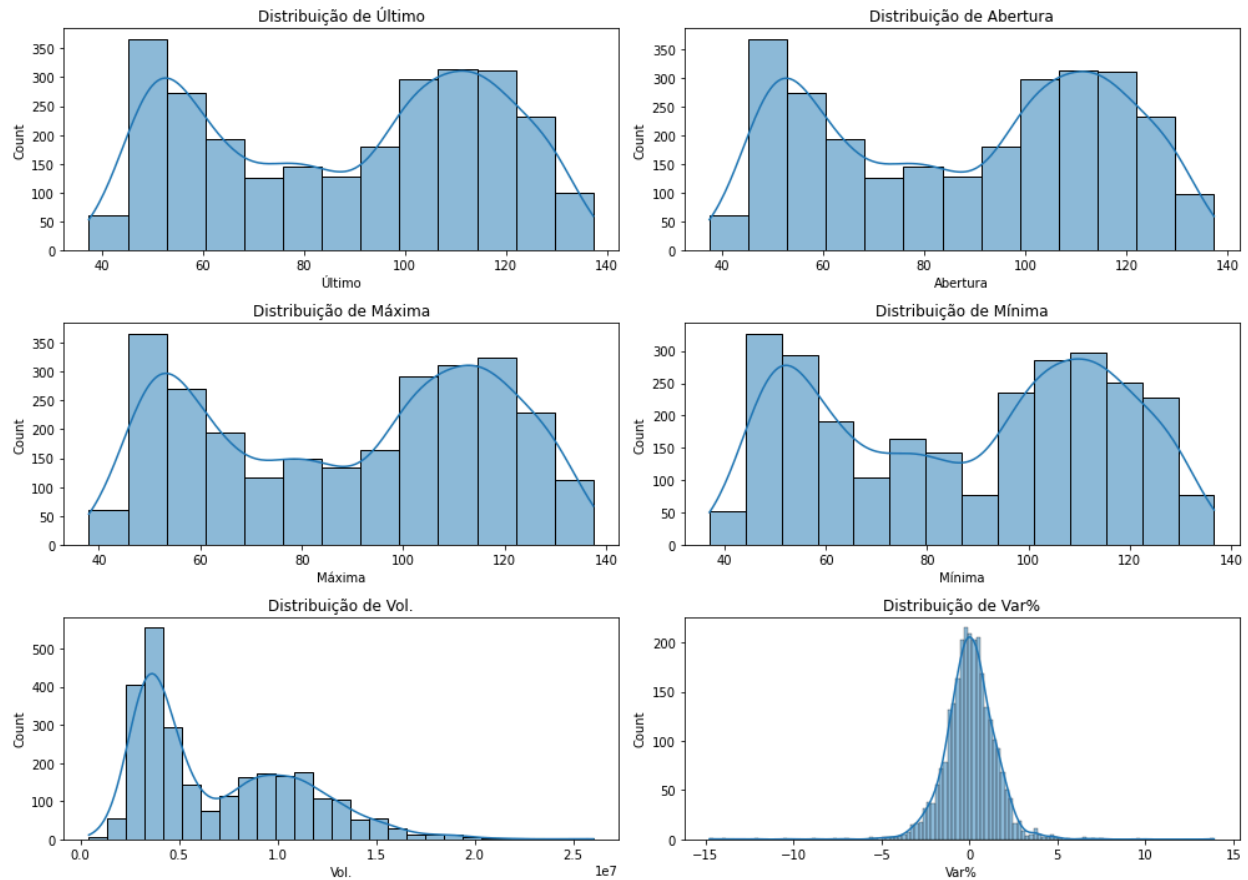 Distribuição de Último
Count
350
300
250
200
150
100
50
0
40 60 80 100 120 140
Último
Distribuição de Abertura
Count
350
300
250
200
150
100
50
0
40 60 80 100 120 140
Abertura
Distribuição de Máxima
Count
350
300
250
200
150
100
50
0
40 60 80 100 120 140
Máxima
Distribuição de Mínima
Count
300
250
200
150
100
50
0
40 60 80 100 120 140
Mínima
Distribuição de Vol.
Count
500
400
300
200
100
0
0.0 0.5 1.0 1.5 2.0 2.5
1e7
Vol.
Distribuição de Var%
Count
200
150
100
50
0
−15 −10 −5 0 5 10 15
Var%